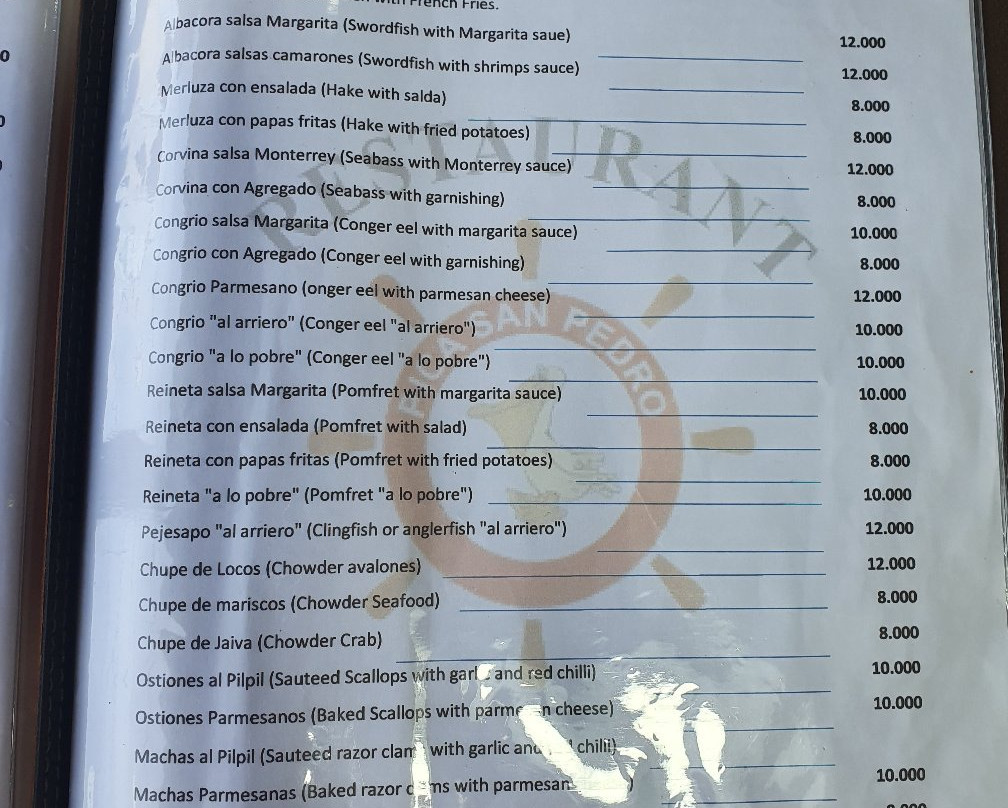 French Fries.
Albacora salsa Margarita (Swordfish with Margarita saue) 12.000
Albacora salsas camarones (Swordfish with shrimps sauce) 12.000
Merluza con ensalada (Hake with salda) 8.000
Merluza con papas fritas (Hake with fried potatoes) 8.000
Corvina salsa Monterrey (Seabass with Monterrey sauce) 12.000
Corvina con Agregado (Seabass with garnishing) 8.000
Congrio salsa Margarita (Conger eel with margarita sauce) 10.000
Congrio con Agregado (Conger eel with garnishing) 8.000
Congrio Parmesano (onger eel with parmesan cheese) 12.000
Congrio "al arriero" (Conger eel "al arriero") 10.000
Congrio "a lo pobre" (Conger eel "a lo pobre") 10.000
Reineta salsa Margarita (Pomfret with margarita sauce) 10.000
Reineta con ensalada (Pomfret with salad) 8.000
Reineta con papas fritas (Pomfret with fried potatoes) 8.000
Reineta "a lo pobre" (Pomfret "a lo pobre") 10.000
Pejesapo "al arriero" (Clingfish or anglerfish "al arriero") 12.000
Chupe de Locos (Chowder avalones) 12.000
Chupe de mariscos (Chowder Seafood) 8.000
Chupe de Jaiva (Chowder Crab) 8.000
Ostiones al Pilpil (Sauteed Scallops with garlic and red chilli) 10.000
Ostiones Parmesanos (Baked Scallops with parmesan cheese) 10.000
Machas al Pilpil (Sauteed razor clam with garlic and chili)
Machas Parmesanas (Baked razor clams with parmesan 10.000
RESTAURANT
SAN PEDRO